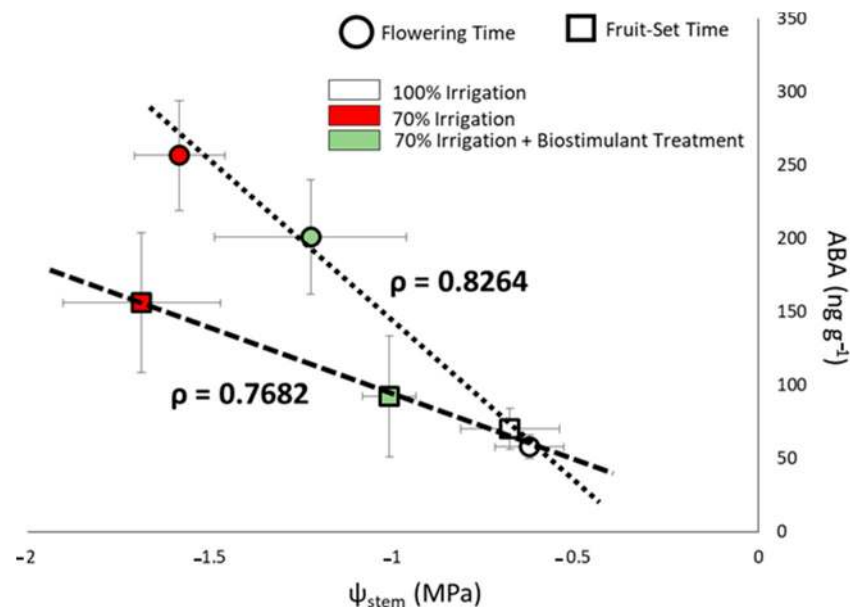 Flowering Time
Fruit-Set Time
100% Irrigation
70% Irrigation
70% Irrigation + Biostimulant Treatment
350
300
250
200
150
100
50
0
ABA (ng g⁻¹)
ρ = 0.8264
ρ = 0.7682
−2
−1.5
−1
−0.5
0
ψstem (MPa)